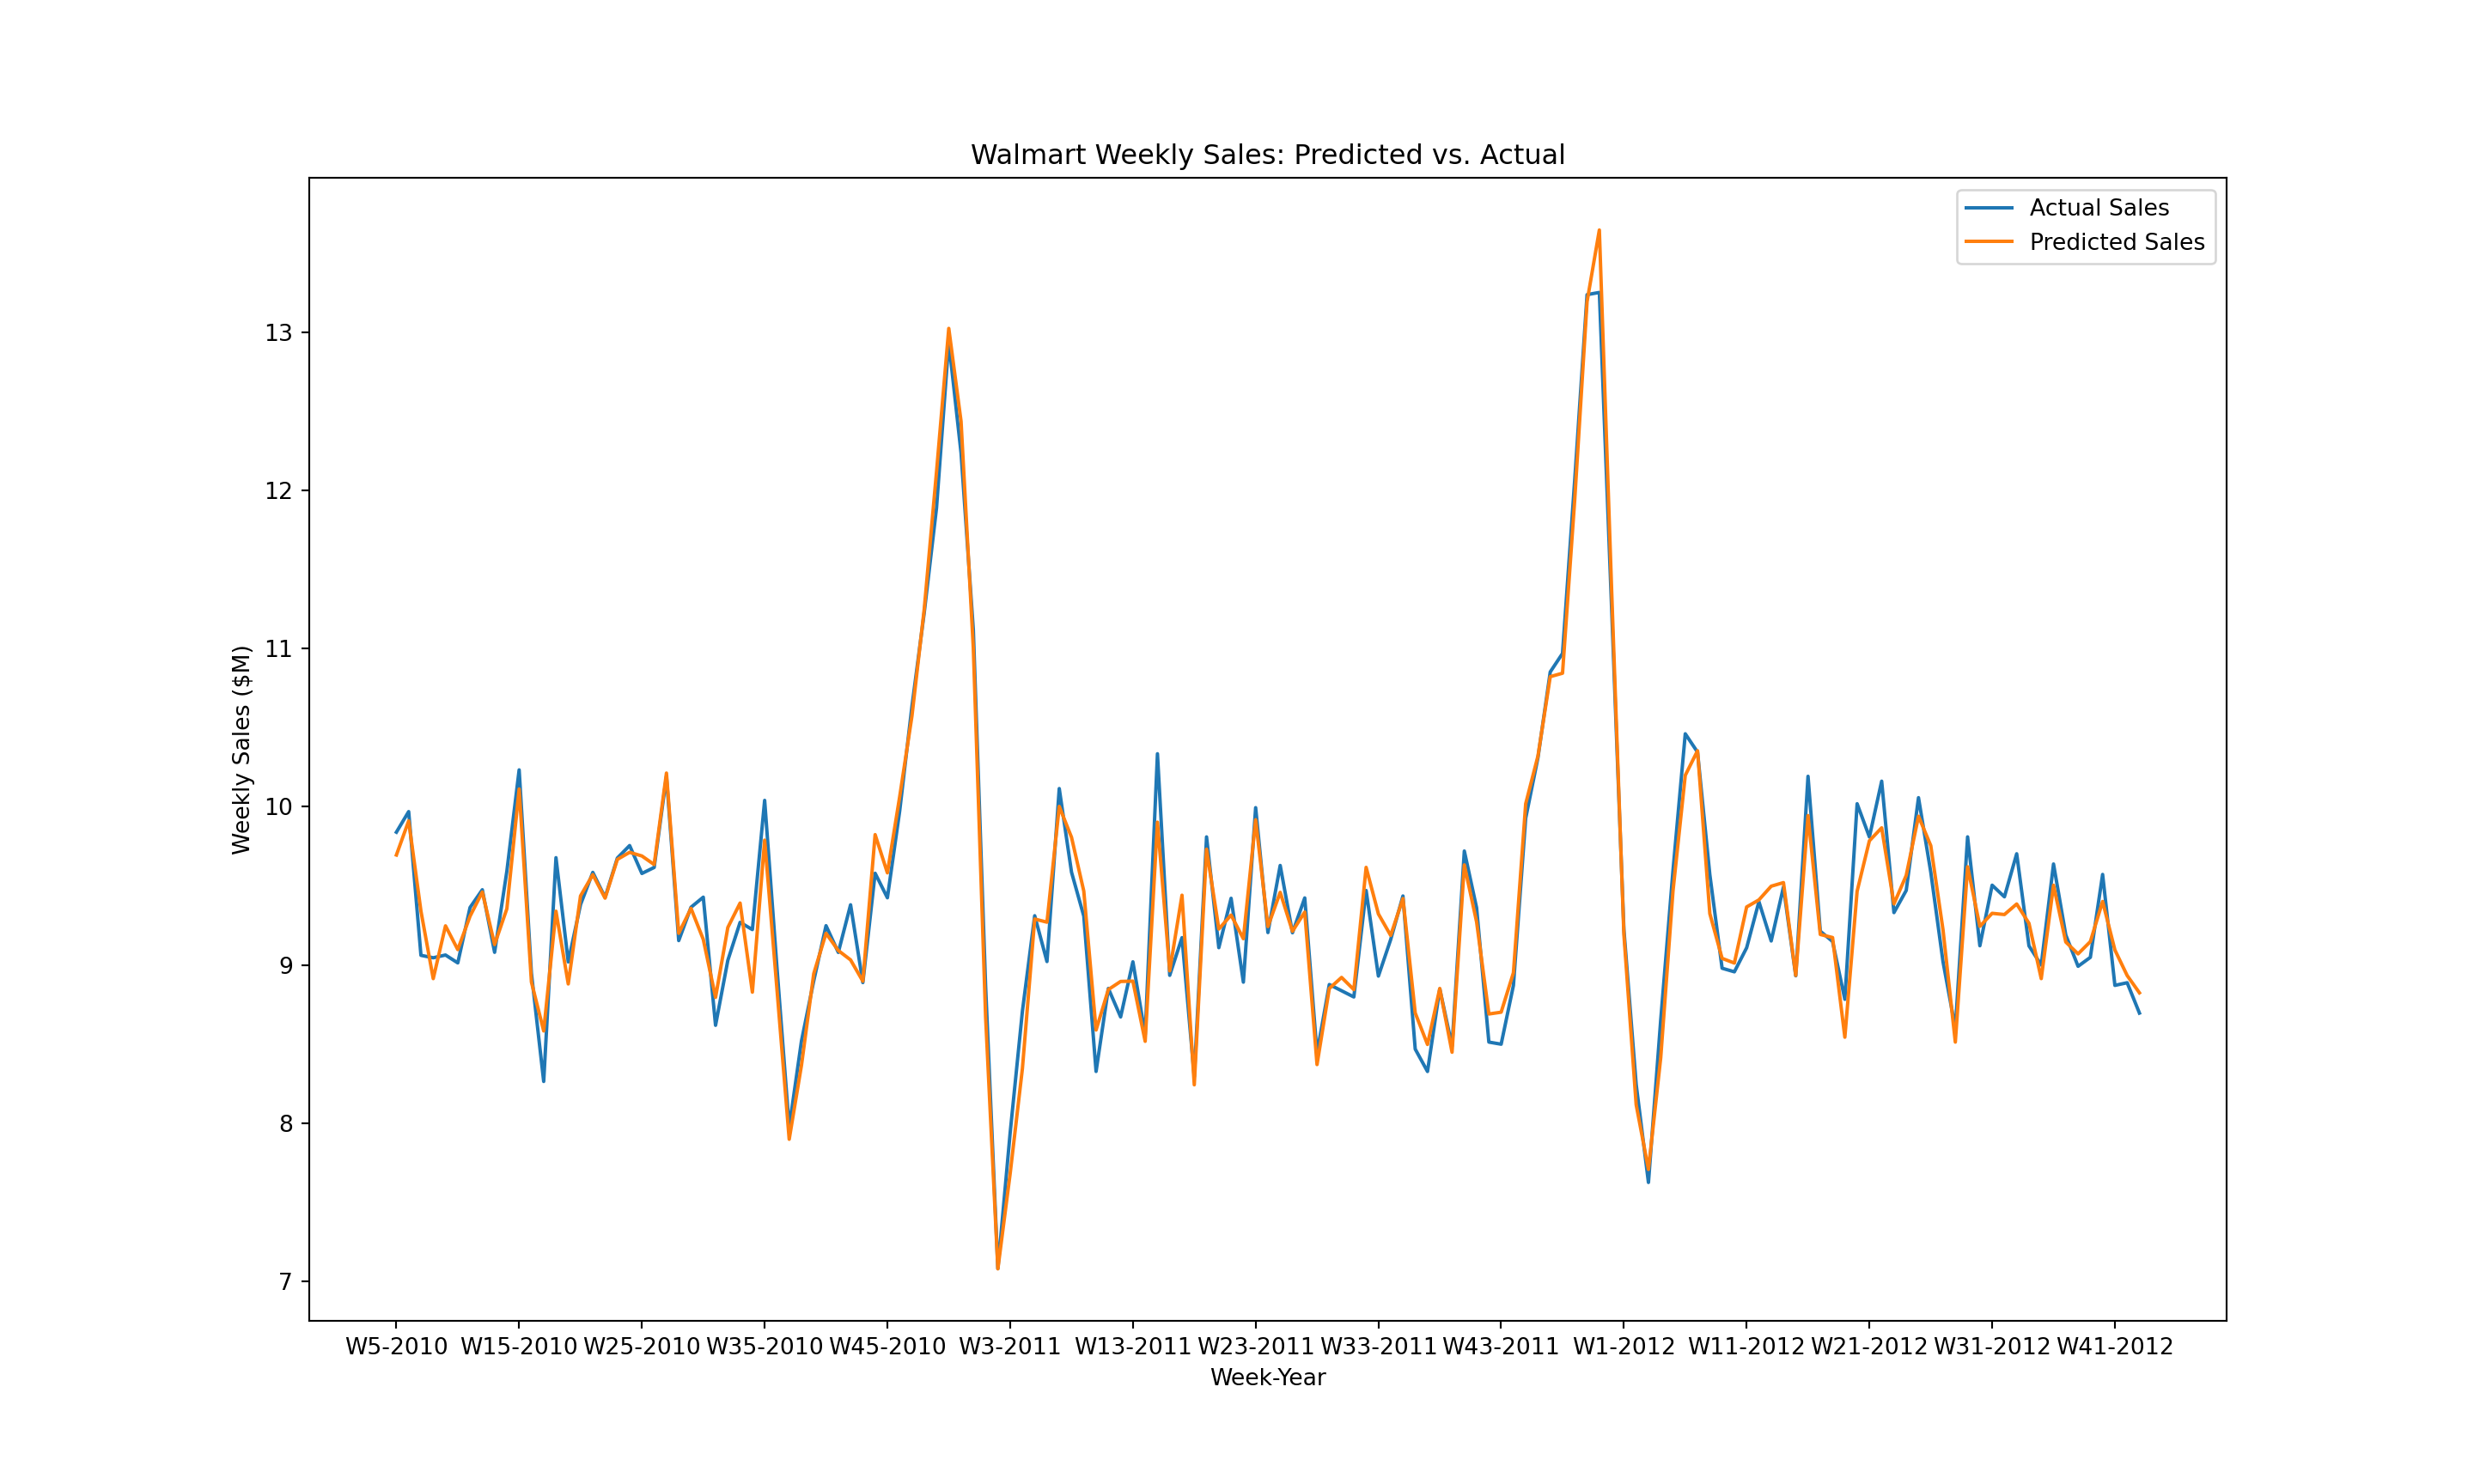 Walmart Weekly Sales: Predicted vs. Actual
Actual Sales
Predicted Sales
13
12
11
10
9
8
7
Weekly Sales ($M)
W5-2010 W15-2010 W25-2010 W35-2010 W45-2010 W3-2011 W13-2011 W23-2011 W33-2011 W43-2011 W1-2012 W11-2012 W21-2012 W31-2012 W41-2012
Week-Year